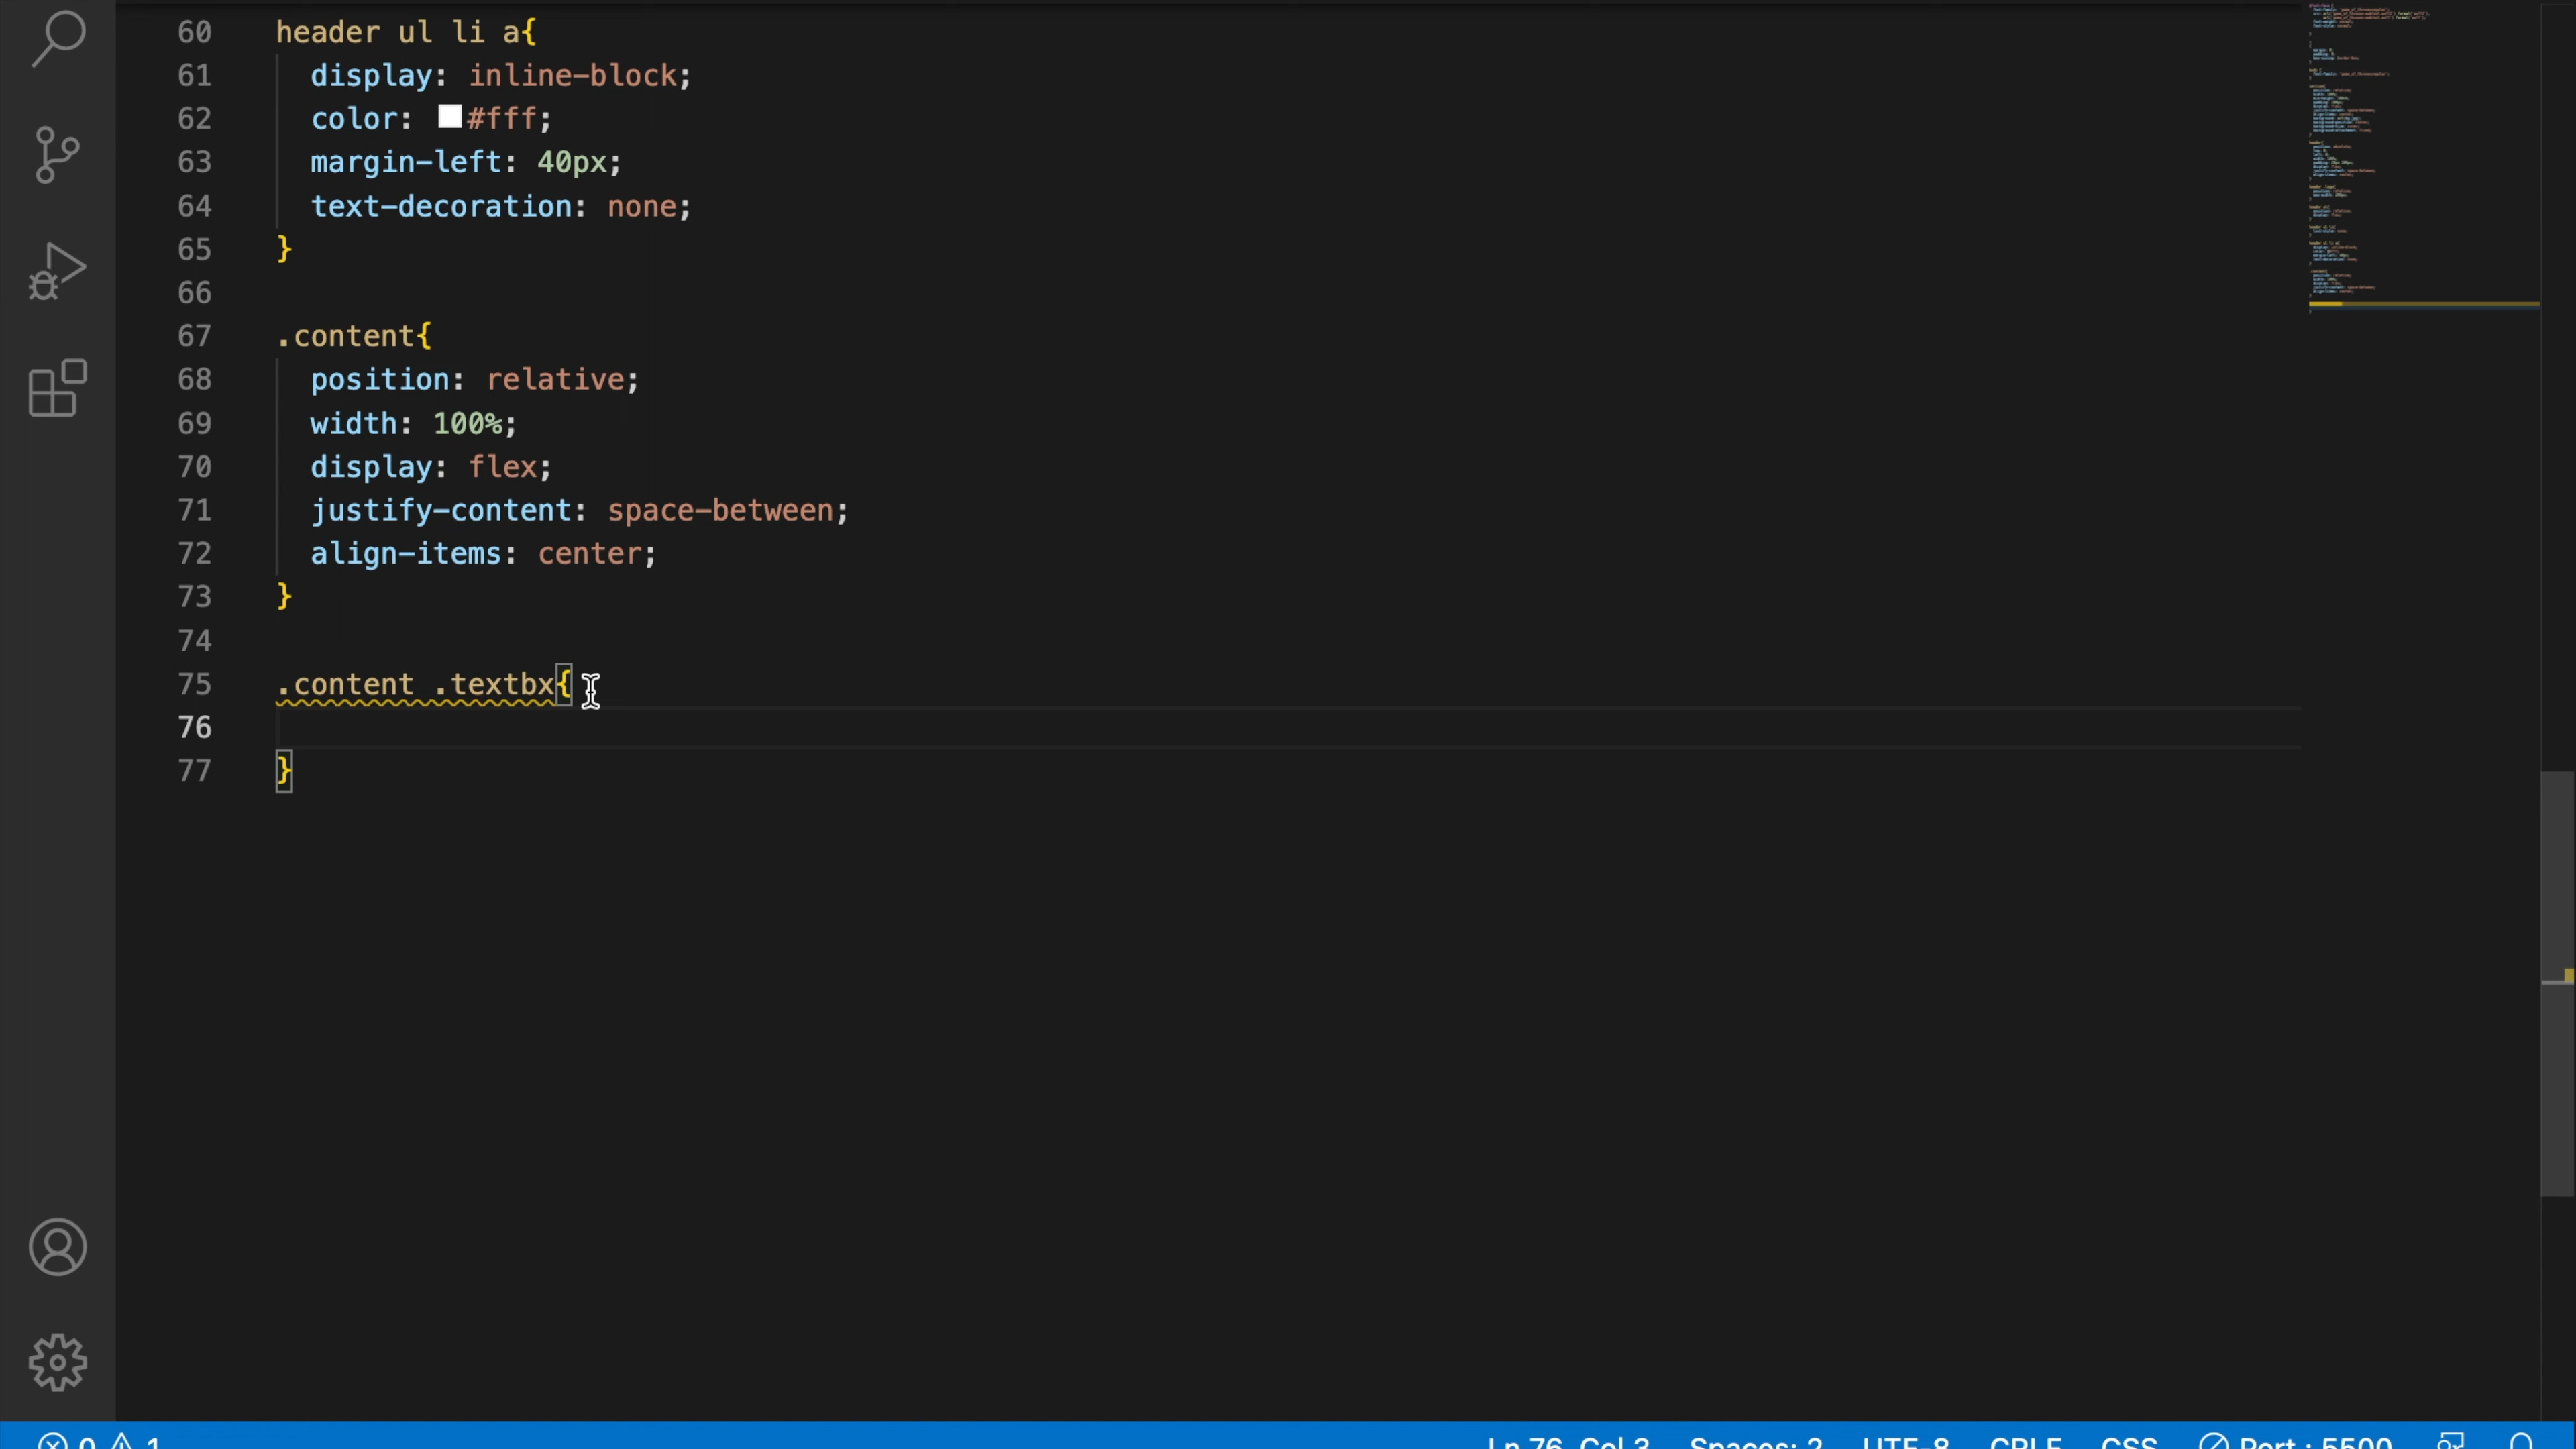 60 header ul li a{
61 display: inline-block;
62 color: #fff;
63 margin-left: 40px;
64 text-decoration: none;
65 }
66
67 .content{
68 position: relative;
69 width: 100%;
70 display: flex;
71 justify-content: space-between;
72 align-items: center;
73 }
74
75 .content .textbx{
76
77 }
0 1 Ln 76, Col 3 Spaces: 2 UTF-8 CRLF CSS Port : 5500